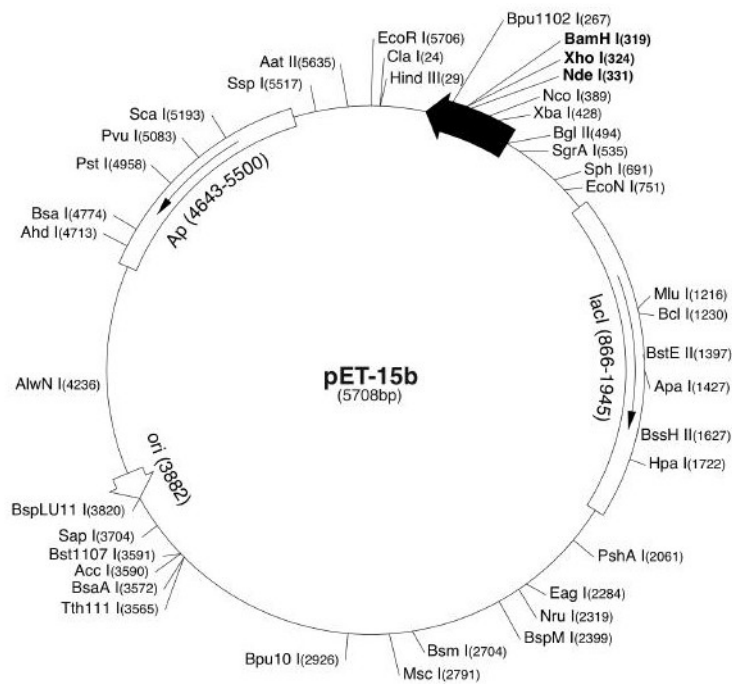 EcoR I(5706)
Cla I(24)
Hind III(29)
Bpu1102 I(267)
BamH I(319)
Xho I(324)
Nde I(331)
Nco I(389)
Xba I(428)
Bgl II(494)
SgrA I(535)
Sph I(691)
EcoN I(751)
lacI (866-1945)
Mlu I(1216)
Bcl I(1230)
BstE II(1397)
Apa I(1427)
BssH II(1627)
Hpa I(1722)
PshA I(2061)
Eag I(2284)
Nru I(2319)
BspM I(2399)
Bsm I(2704)
Msc I(2791)
Bpu10 I(2926)
Tth111 I(3565)
BsaA I(3572)
Acc I(3590)
Bst1107 I(3591)
Sap I(3704)
BspLU11 I(3820)
ori (3882)
AlwN I(4236)
Ahd I(4713)
Bsa I(4774)
Pst I(4958)
Pvu I(5083)
Sca I(5193)
Ap (4643-5500)
Ssp I(5517)
Aat II(5635)
pET-15b
(5708bp)